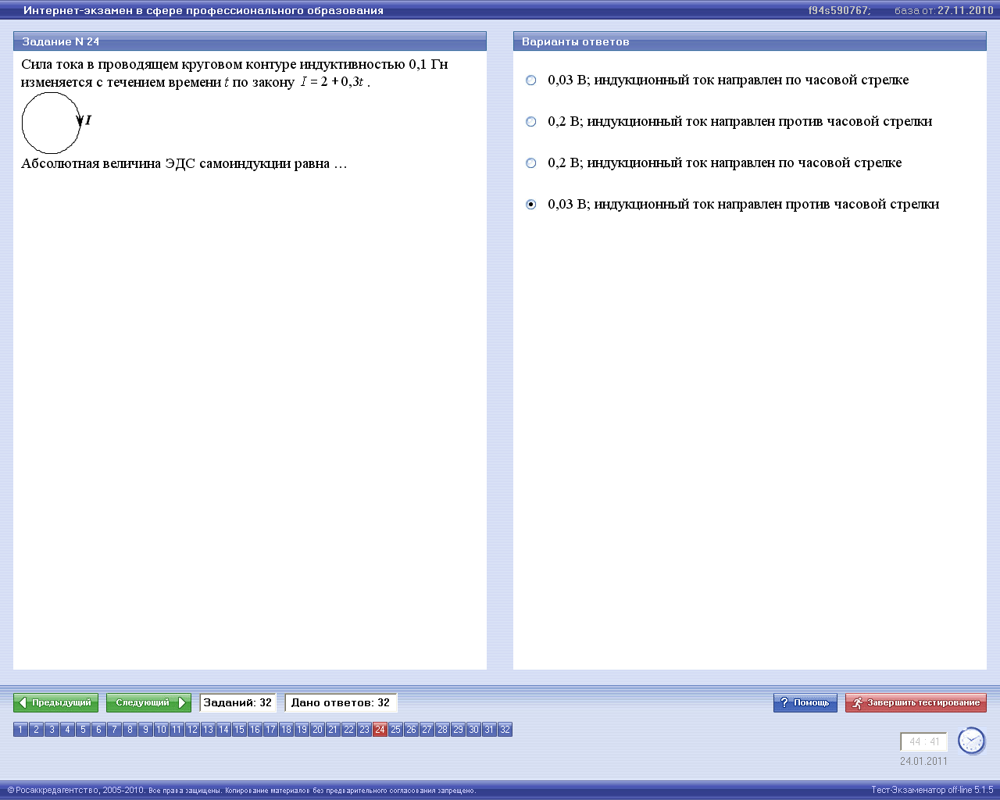 Интернет-экзамен в сфере профессионального образования
f94s590767; база от: 27.11.2010
Задание N 24
Сила тока в проводящем круговом контуре индуктивностью 0,1 Гн
изменяется с течением времени t по закону I = 2 + 0,3t .
I
Абсолютная величина ЭДС самоиндукции равна …
Варианты ответов
0,03 В; индукционный ток направлен по часовой стрелке
0,2 В; индукционный ток направлен против часовой стрелки
0,2 В; индукционный ток направлен по часовой стрелке
0,03 В; индукционный ток направлен против часовой стрелки
Предыдущий Следующий Заданий: 32 Дано ответов: 32 ? Помощь Завершить тестирование
1 2 3 4 5 6 7 8 9 10 11 12 13 14 15 16 17 18 19 20 21 22 23 24 25 26 27 28 29 30 31 32
44 : 41
24.01.2011
© Росаккредагентство, 2005-2010. Все права защищены. Копирование материалов без предварительного согласования запрещено. Тест-Экзаменатор off-line 5.1.5